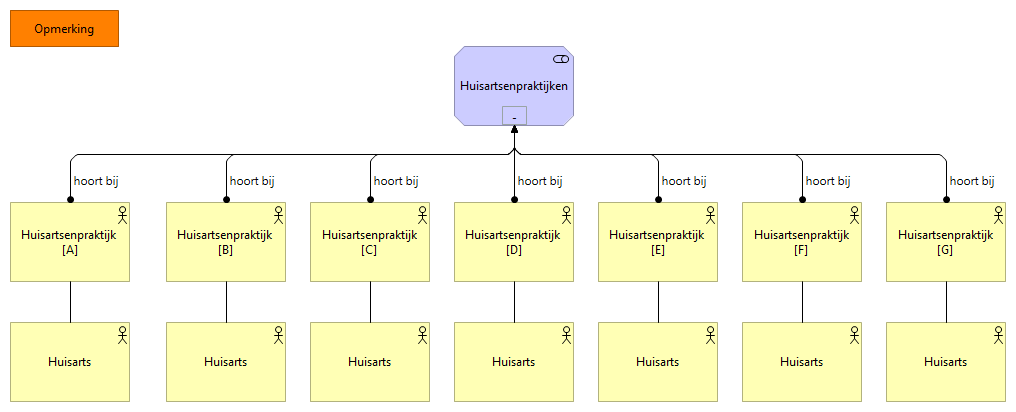 Opmerking
Huisartsenpraktijken
-
hoort bij
hoort bij
hoort bij
hoort bij
hoort bij
hoort bij
hoort bij
Huisartsenpraktijk
[A]
Huisartsenpraktijk
[B]
Huisartsenpraktijk
[C]
Huisartsenpraktijk
[D]
Huisartsenpraktijk
[E]
Huisartsenpraktijk
[F]
Huisartsenpraktijk
[G]
Huisarts
Huisarts
Huisarts
Huisarts
Huisarts
Huisarts
Huisarts